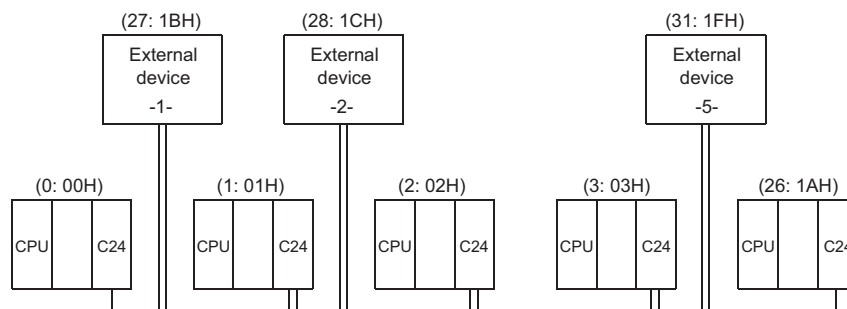 (27: 1BH) (28: 1CH) (31: 1FH)
External External External
device device device
-1- -2- -5-
(0: 00H) (1: 01H) (2: 02H) (3: 03H) (26: 1AH)
CPU C24 CPU C24 CPU C24 CPU C24 CPU C24